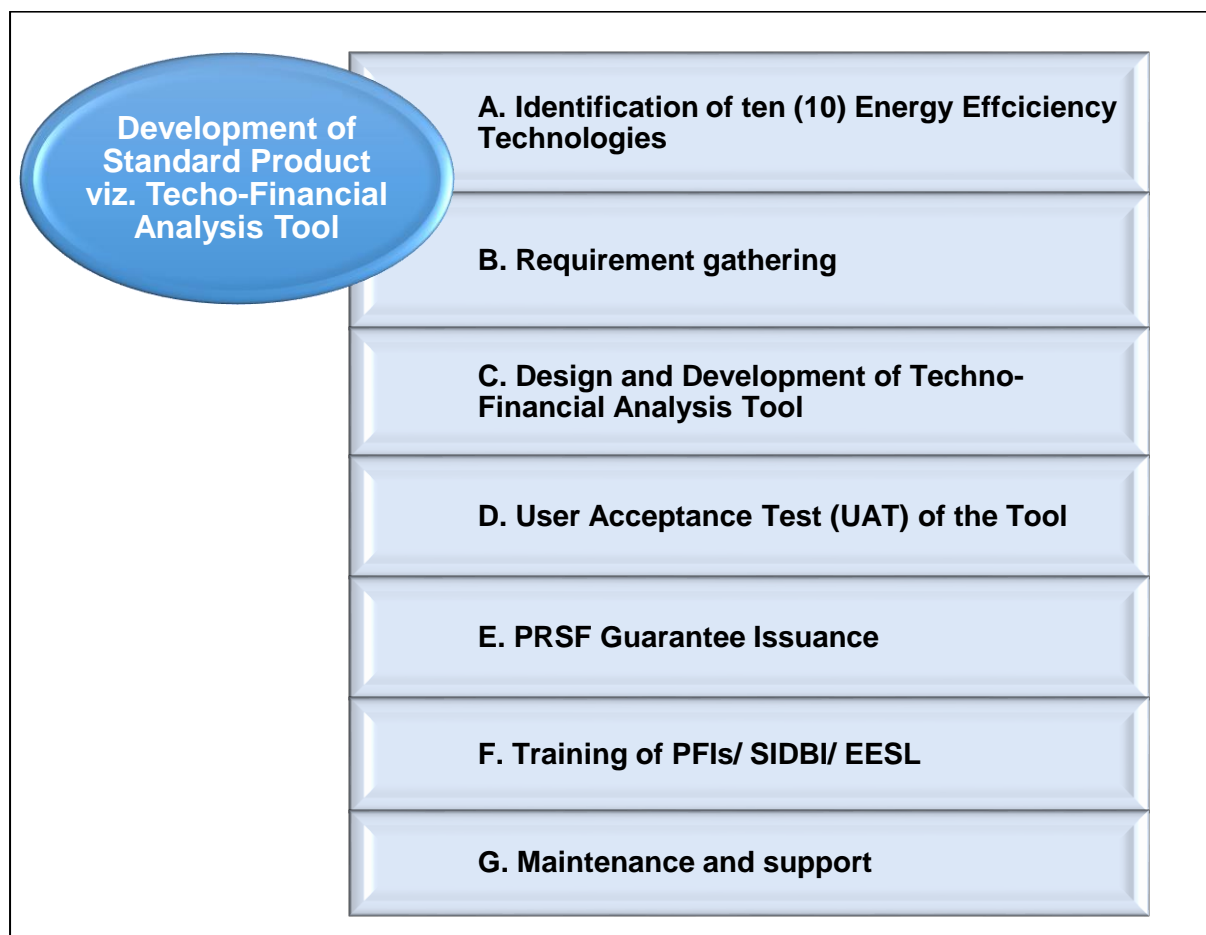 Development of
Standard Product
viz. Techo-Financial
Analysis Tool
A. Identification of ten (10) Energy Effciciency
Technologies
B. Requirement gathering
C. Design and Development of Techno-
Financial Analysis Tool
D. User Acceptance Test (UAT) of the Tool
E. PRSF Guarantee Issuance
F. Training of PFIs/ SIDBI/ EESL
G. Maintenance and support